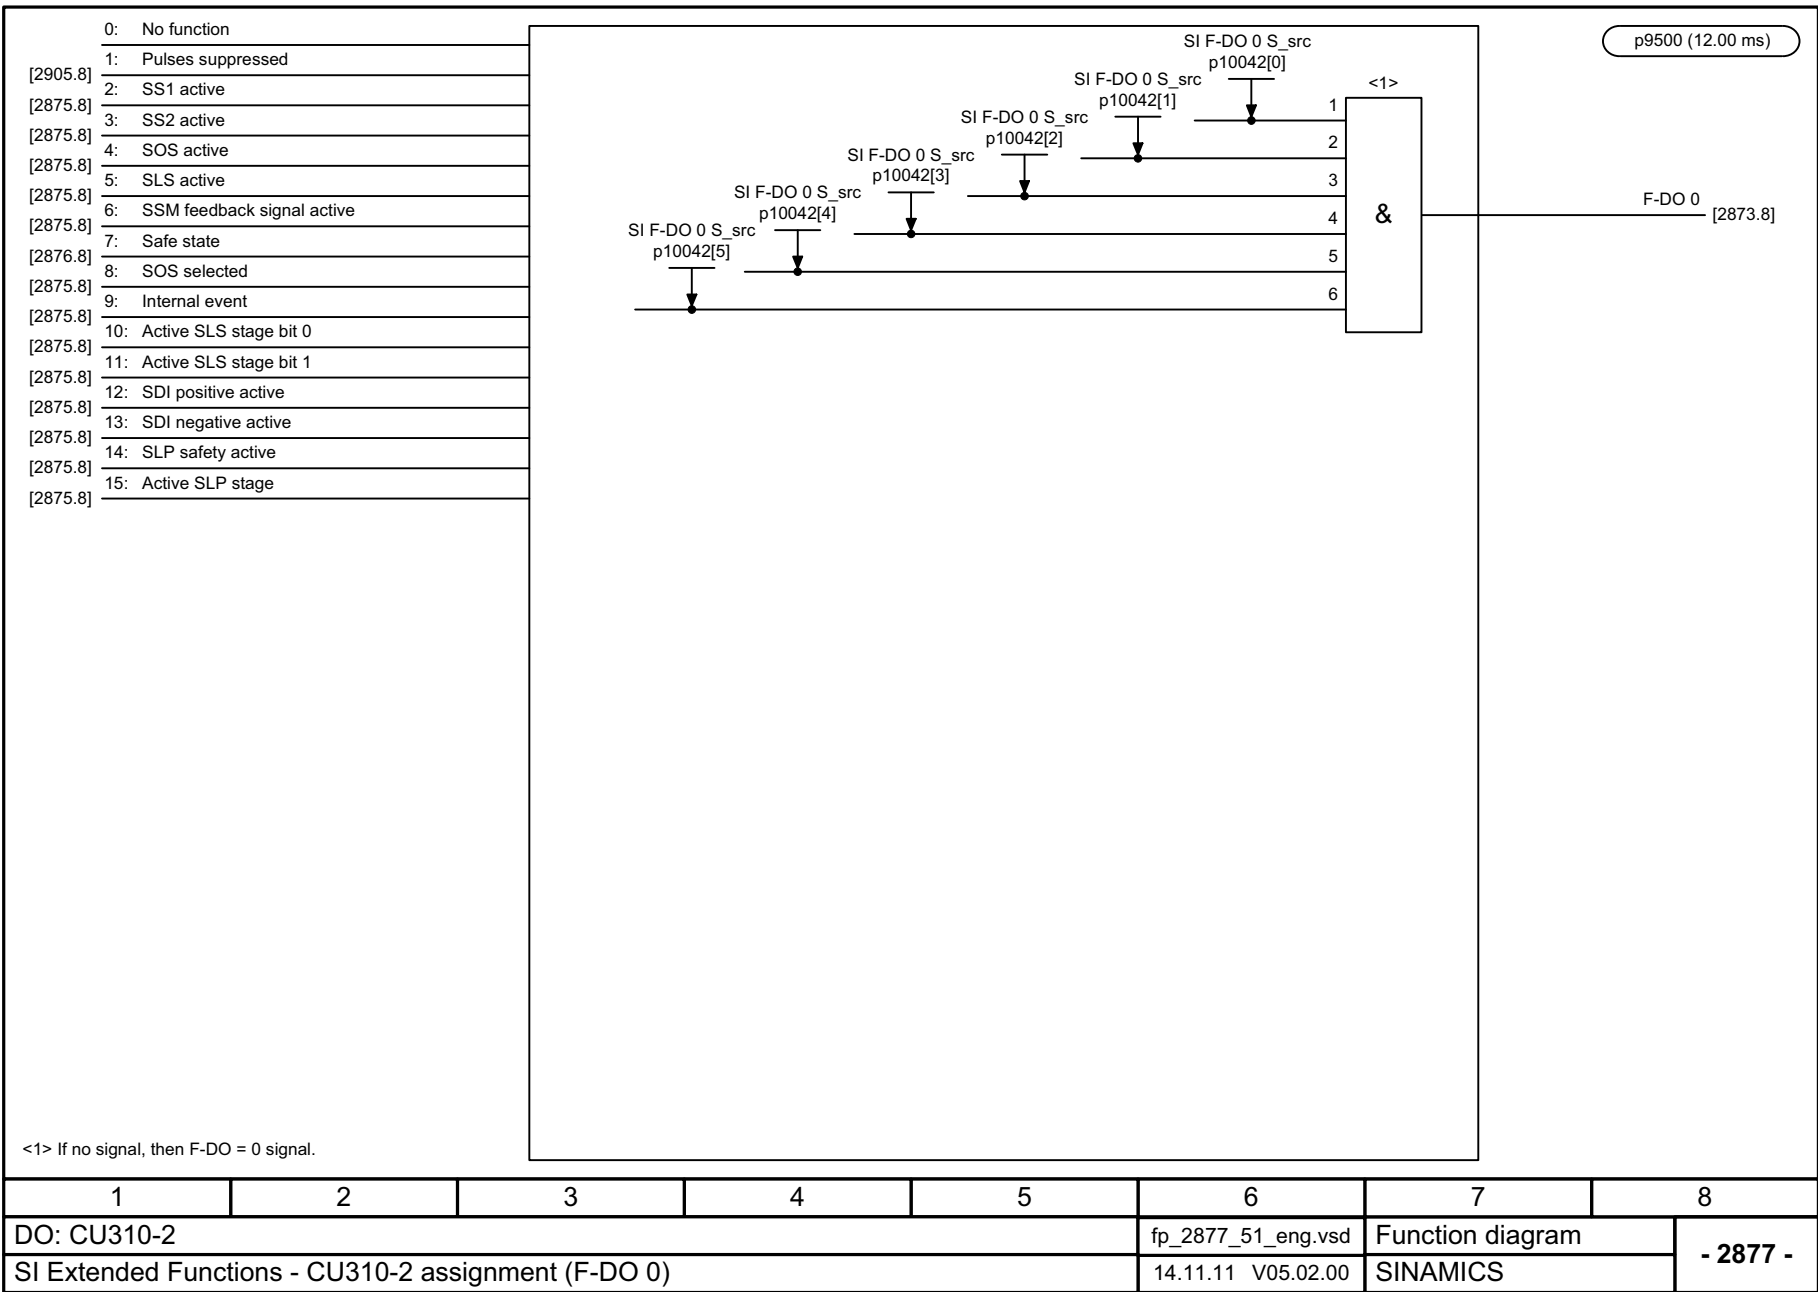 0: No function
1: Pulses suppressed
[2905.8]
2: SS1 active
[2875.8]
3: SS2 active
[2875.8]
4: SOS active
[2875.8]
5: SLS active
[2875.8]
6: SSM feedback signal active
[2875.8]
7: Safe state
[2876.8]
8: SOS selected
[2875.8]
9: Internal event
[2875.8]
10: Active SLS stage bit 0
[2875.8]
11: Active SLS stage bit 1
[2875.8]
12: SDI positive active
[2875.8]
13: SDI negative active
[2875.8]
14: SLP safety active
[2875.8]
15: Active SLP stage
[2875.8]
SI F-DO 0 S_src
p10042[0]
SI F-DO 0 S_src
p10042[1]
SI F-DO 0 S_src
p10042[2]
SI F-DO 0 S_src
p10042[3]
SI F-DO 0 S_src
p10042[4]
SI F-DO 0 S_src
p10042[5]
<1>
1
2
3
4
5
6
&
p9500 (12.00 ms)
F-DO 0 [2873.8]
<1> If no signal, then F-DO = 0 signal.
1 2 3 4 5 6 7 8
DO: CU310-2 fp_2877_51_eng.vsd Function diagram
- 2877 -
SI Extended Functions - CU310-2 assignment (F-DO 0) 14.11.11 V05.02.00 SINAMICS